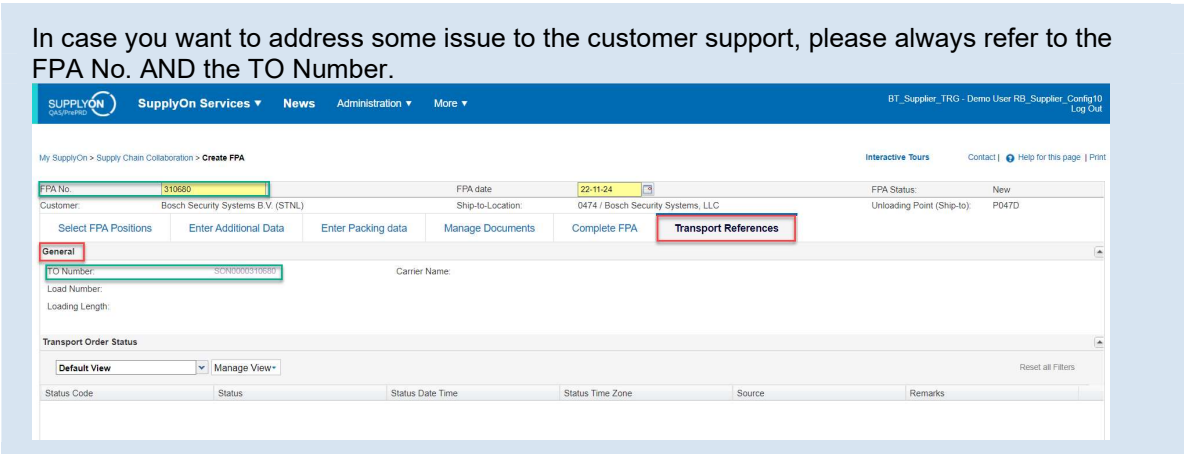 In case you want to address some issue to the customer support, please always refer to the
FPA No. AND the TO Number.
SUPPLYON SupplyOn Services News Administration More BT_Supplier_TRG - Demo User RB_Supplier_Config10
QAS/PrePRD Log Out
My SupplyOn > Supply Chain Collaboration > Create FPA Interactive Tours Contact | Help for this page | Print
FPA No. 310680 FPA date 22-11-24 FPA Status: New
Customer: Bosch Security Systems B.V. (STNL) Ship-to-Location: 0474 / Bosch Security Systems, LLC Unloading Point (Ship-to): P047D
Select FPA Positions Enter Additional Data Enter Packing data Manage Documents Complete FPA Transport References
General
TO Number: SON0000310680 Carrier Name:
Load Number:
Loading Length:
Transport Order Status
Default View Manage View Reset all Filters
Status Code Status Status Date Time Status Time Zone Source Remarks